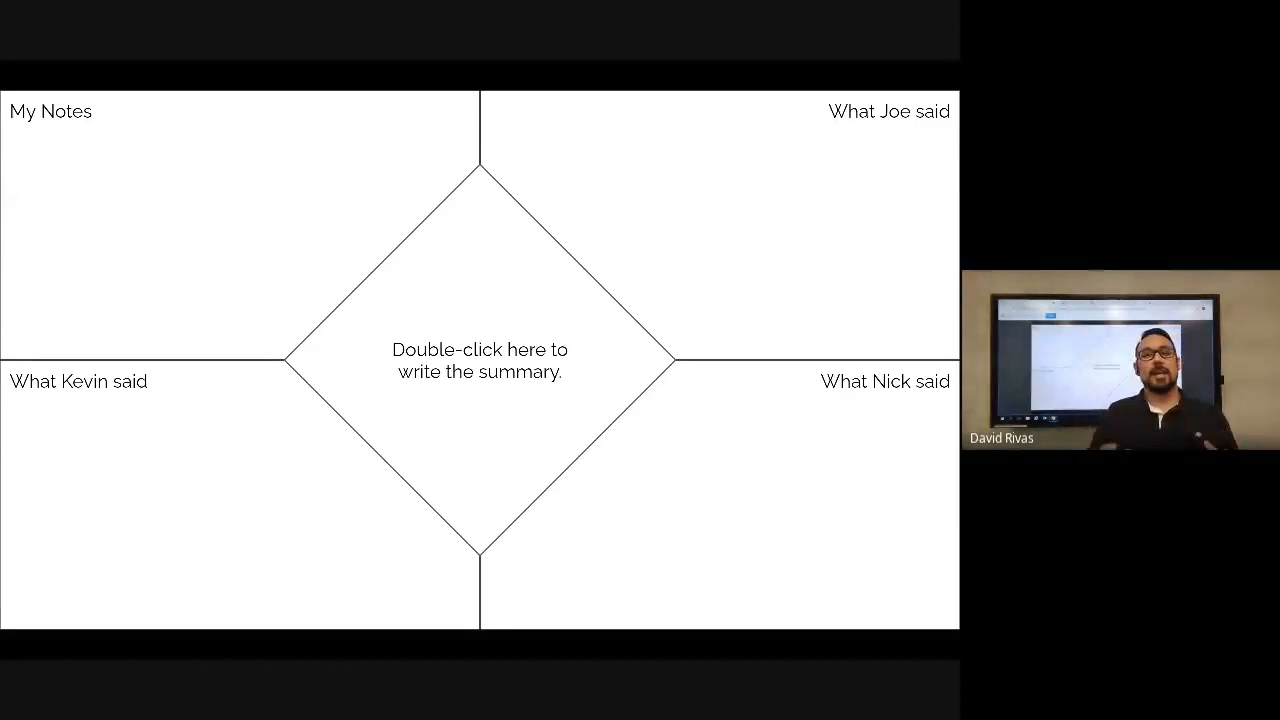 My Notes
What Joe said
Double-click here to
write the summary.
What Kevin said
What Nick said
David Rivas